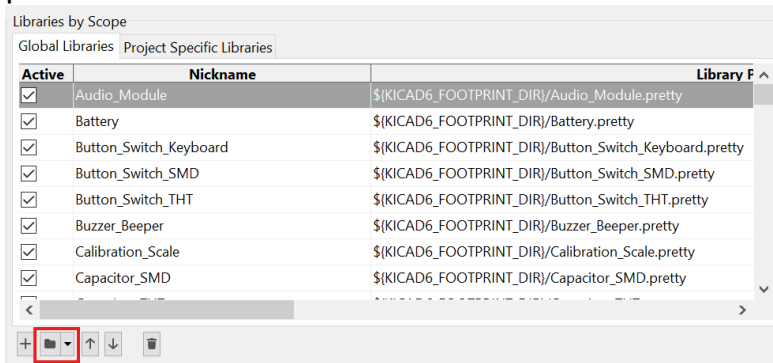 Libraries by Scope
Global Libraries Project Specific Libraries
Active Nickname Library P
Audio_Module ${KICAD6_FOOTPRINT_DIR}/Audio_Module.pretty
Battery ${KICAD6_FOOTPRINT_DIR}/Battery.pretty
Button_Switch_Keyboard ${KICAD6_FOOTPRINT_DIR}/Button_Switch_Keyboard.pretty
Button_Switch_SMD ${KICAD6_FOOTPRINT_DIR}/Button_Switch_SMD.pretty
Button_Switch_THT ${KICAD6_FOOTPRINT_DIR}/Button_Switch_THT.pretty
Buzzer_Beeper ${KICAD6_FOOTPRINT_DIR}/Buzzer_Beeper.pretty
Calibration_Scale ${KICAD6_FOOTPRINT_DIR}/Calibration_Scale.pretty
Capacitor_SMD ${KICAD6_FOOTPRINT_DIR}/Capacitor_SMD.pretty